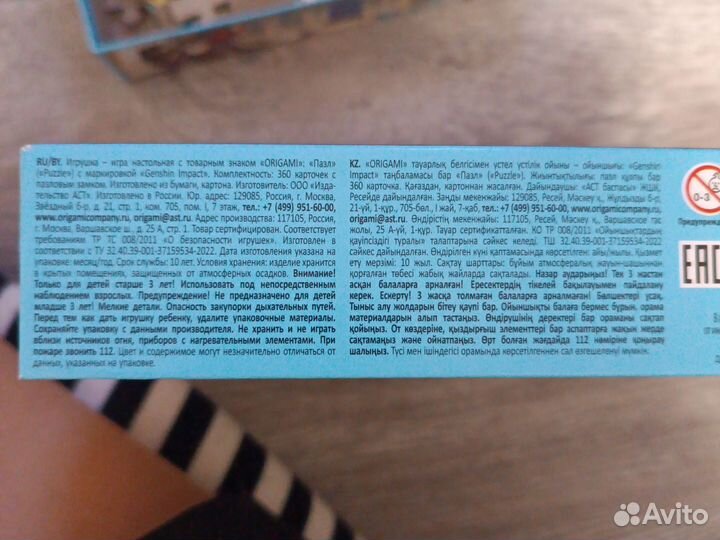 RU/BY. Игрушка – игра настольная с товарным знаком «ORIGAMI»: «Пазл»
(«Puzzle») с маркировкой «Genshin Impact». Комплектность: 360 карточек с
пазловым замком. Изготовлено из бумаги, картона. Изготовитель: ООО «Изда-
тельство АСТ». Изготовлено в России. Юр. адрес: 129085, Россия, г. Москва,
Звёздный б-р, д. 21, стр. 1, ком. 705, пом. I, 7 этаж, тел.: +7 (499) 951-60-00,
www.origamicompany.ru, origami@ast.ru. Адрес производства: 117105, Россия,
г. Москва, Варшавское ш., д. 25 А, стр. 1. Товар сертифицирован. Соответствует
требованиям ТР ТС 008/2011 «О безопасности игрушек». Изготовлен в
соответствии с ТУ 32.40.39-001-37159534-2022. Дата изготовления указана на
упаковке: месяц/год. Срок службы: 10 лет. Условия хранения: изделие хранится
в крытых помещениях, защищенных от атмосферных осадков. Внимание!
Только для детей старше 3 лет! Использовать под непосредственным
наблюдением взрослых. Предупреждение! Не предназначено для детей
младше 3 лет! Мелкие детали. Опасность закупорки дыхательных путей.
Перед тем как дать игрушку ребенку, удалите упаковочные материалы.
Сохраняйте упаковку с данными производителя. Не хранить и не играть
вблизи источников огня, приборов с нагревательными элементами. При
пожаре звонить 112. Цвет и содержимое могут незначительно отличаться от
данных, указанных на упаковке.
KZ. «ORIGAMI» тауарлық белгісімен үстел үстілік ойыны – ойыншығы: «Genshin
Impact» таңбаламасы бар «Пазл» («Puzzle»). Жиынтықтылығы: пазл құлпы бар
360 карточка. Қағаздан, картоннан жасалған. Дайындаушы: «АСТ баспасы» ЖШҚ,
Ресейде дайындалған. Заңды мекенжайы: 129085, Ресей, Мәскеу қ., Жұлдызды б-р,
21-үй, 1-құр., 705-бөл., I жай, 7-қаб., тел.: +7 (499) 951-60-00, www.origamicompany.ru,
origami@ast.ru. Өндірістің мекенжайы: 117105, Ресей, Мәскеу қ., Варшавское тас
жолы, 25 А-үй, 1-құр. Тауар сертификатталған. КО ТР 008/2011 «Ойыншықтардың
қауіпсіздігі туралы» талаптарына сәйкес келеді. ТШ 32.40.39-001-37159534-2022
сәйкес дайындалған. Өндірілген күні қаптамасында көрсетілген: айы/жылы. Қызмет
ету мерзімі: 10 жыл. Сақтау шарттары: бұйым атмосфералық жауын-шашыннан
қорғалған төбесі жабық жайларда сақталады. Назар аударыңыз! Тек 3 жастан
асқан балаларға арналған! Ересектердің тікелей бақылауымен пайдалану
керек. Ескерту! 3 жасқа толмаған балаларға арналмаған! Бөлшектері ұсақ.
Тыныс алу жолдарын бітеу қаупі бар. Ойыншықты балаға бермес бұрын, орама
материалдарын алып тастаңыз. Өндірушінің деректері бар ораманы сақтап
қойыңыз. От көздеріне, қыздырғыш элементтері бар аспаптарға жақын жерде
сақтамаңыз және ойнатпаңыз. Өрт болған жағдайда 112 нөміріне қоңырау
шалыңыз. Түсі мен ішіндегісі орамында көрсетілгеннен сәл өзгешеленуі мүмкін.
0-3
Предупрежд
EAC
Avito